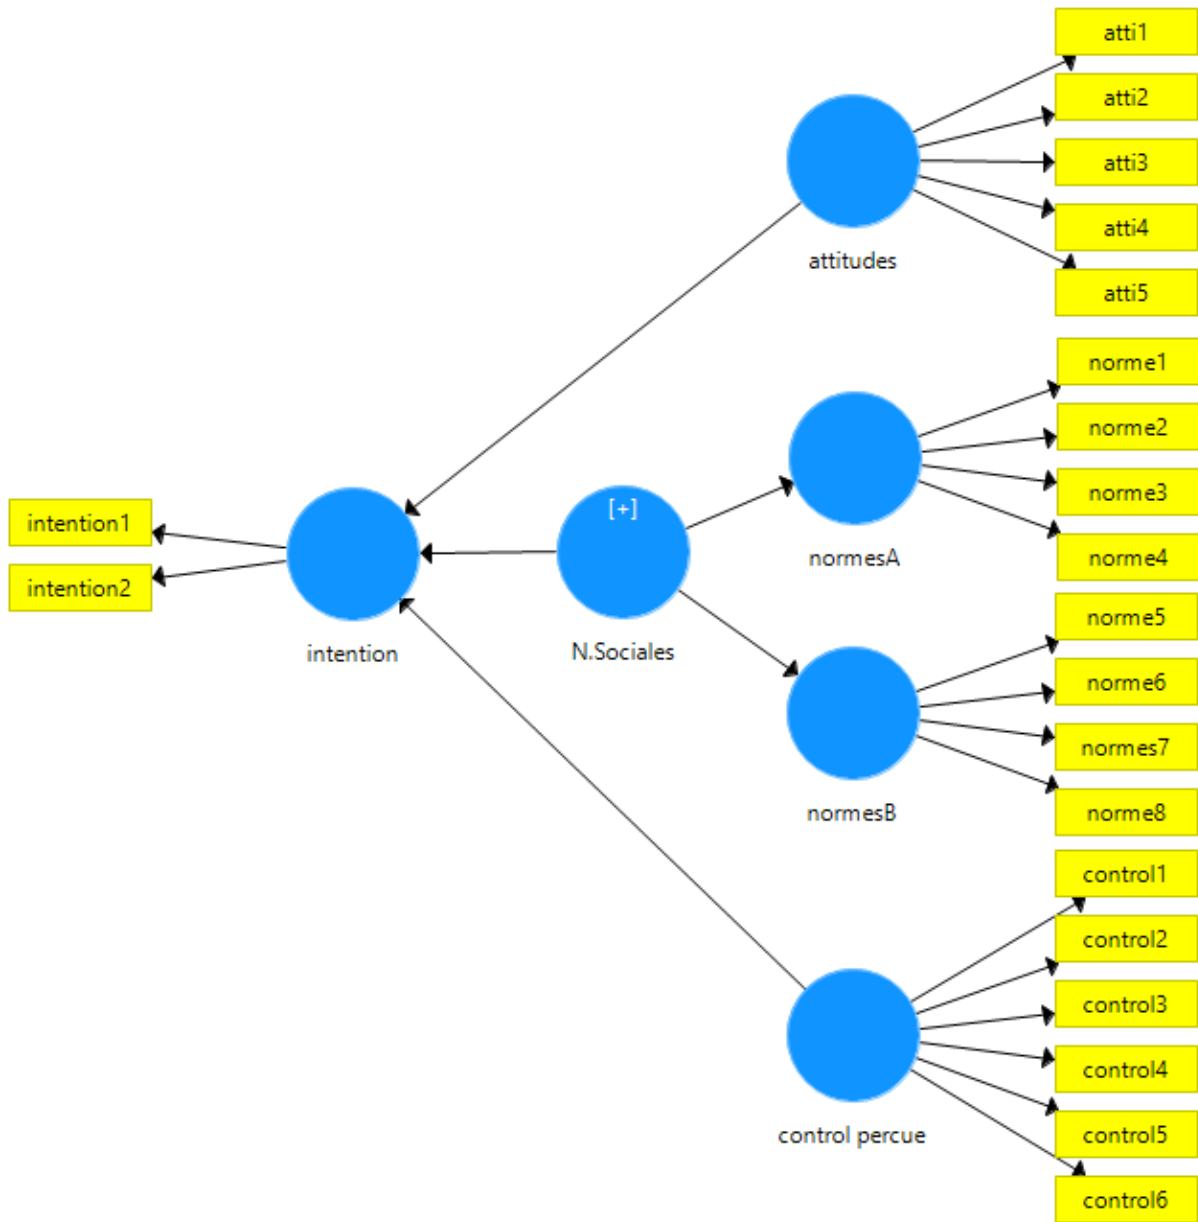 atti1
atti2
atti3
atti4
atti5
attitudes
norme1
norme2
norme3
norme4
normesA
intention1
intention2
intention
[+]
N.Sociales
norme5
norme6
normes7
norme8
normesB
control1
control2
control3
control4
control5
control6
control percue